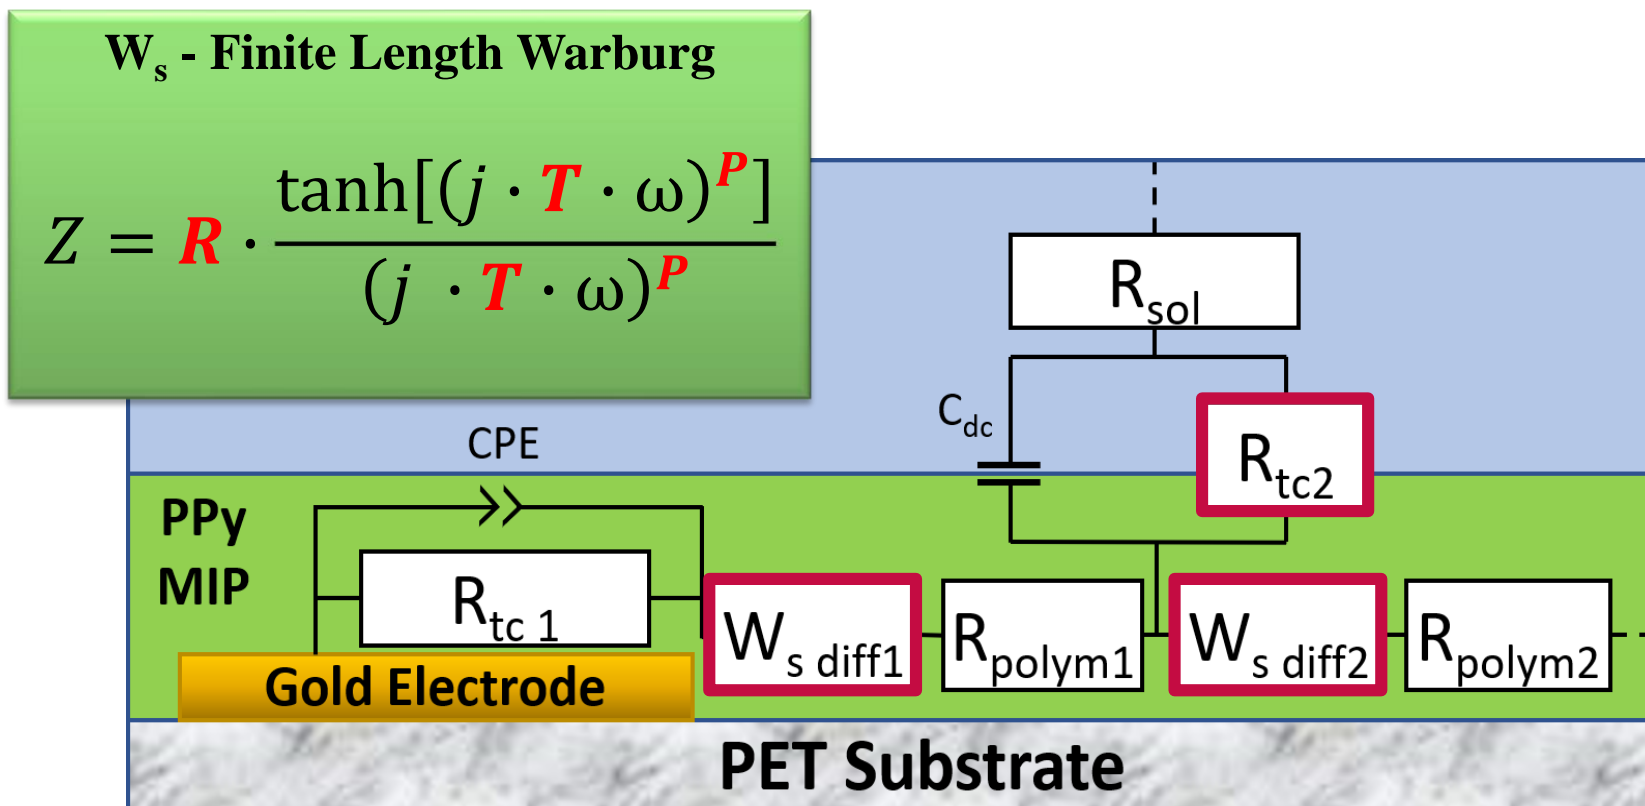 Ws - Finite Length Warburg
Z = R · tanh[(j · T · ω)^P] / (j · T · ω)^P
Rsol
Cdc
CPE
Rtc2
PPy
MIP
Rtc 1
Ws diff1
Rpolym1
Ws diff2
Rpolym2
Gold Electrode
PET Substrate